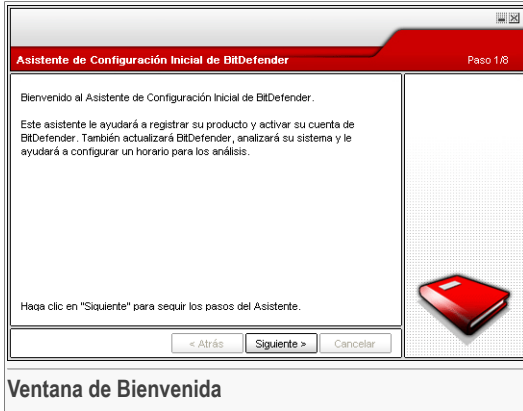 Asistente de Configuración Inicial de BitDefender
Paso 1/8
Bienvenido al Asistente de Configuración Inicial de BitDefender.
Este asistente le ayudará a registrar su producto y activar su cuenta de
BitDefender. También actualizará BitDefender, analizará su sistema y le
ayudará a configurar un horario para los análisis.
Haga clic en "Siguiente" para seguir los pasos del Asistente.
« Atrás
Siguiente »
Cancelar
Ventana de Bienvenida